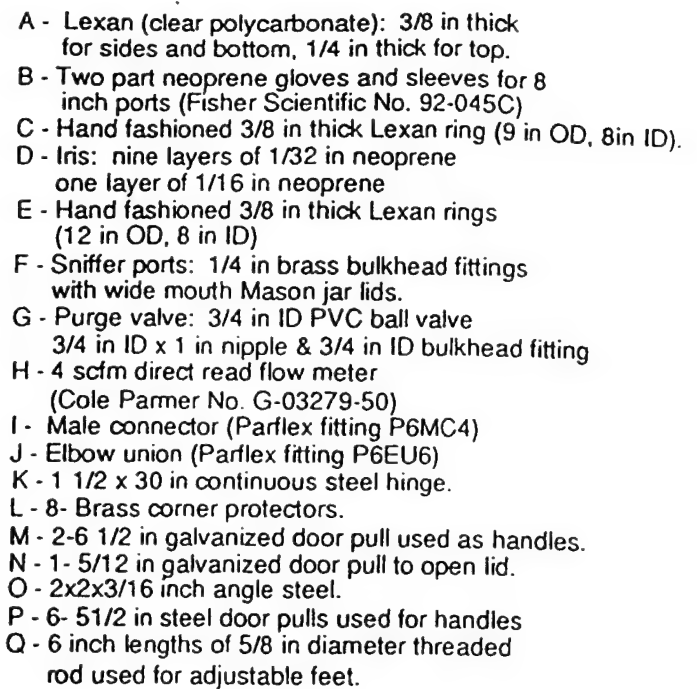 A - Lexan (clear polycarbonate): 3/8 in thick
for sides and bottom, 1/4 in thick for top.
B - Two part neoprene gloves and sleeves for 8
inch ports (Fisher Scientific No. 92-045C)
C - Hand fashioned 3/8 in thick Lexan ring (9 in OD, 8in ID).
D - Iris: nine layers of 1/32 in neoprene
one layer of 1/16 in neoprene
E - Hand fashioned 3/8 in thick Lexan rings
(12 in OD, 8 in ID)
F - Sniffer ports: 1/4 in brass bulkhead fittings
with wide mouth Mason jar lids.
G - Purge valve: 3/4 in ID PVC ball valve
3/4 in ID x 1 in nipple & 3/4 in ID bulkhead fitting
H - 4 scfm direct read flow meter
(Cole Parmer No. G-03279-50)
I - Male connector (Parflex fitting P6MC4)
J - Elbow union (Parflex fitting P6EU6)
K - 1 1/2 x 30 in continuous steel hinge.
L - 8- Brass corner protectors.
M - 2-6 1/2 in galvanized door pull used as handles.
N - 1- 5/12 in galvanized door pull to open lid.
O - 2x2x3/16 inch angle steel.
P - 6- 51/2 in steel door pulls used for handles
Q - 6 inch lengths of 5/8 in diameter threaded
rod used for adjustable feet.